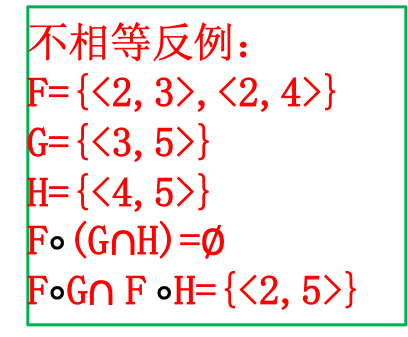 不相等反例：
F={<2,3>,<2,4>}
G={<3,5>}
H={<4,5>}
F∘(G∩H)=∅
F∘G∩ F ∘H={<2,5>}